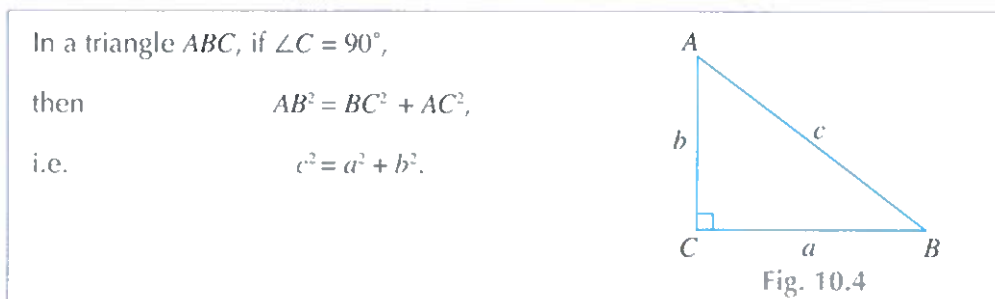 In a triangle ABC, if ∠C = 90°,
then AB² = BC² + AC²,
i.e. c² = a² + b².
A
b
c
C
a
B
Fig. 10.4